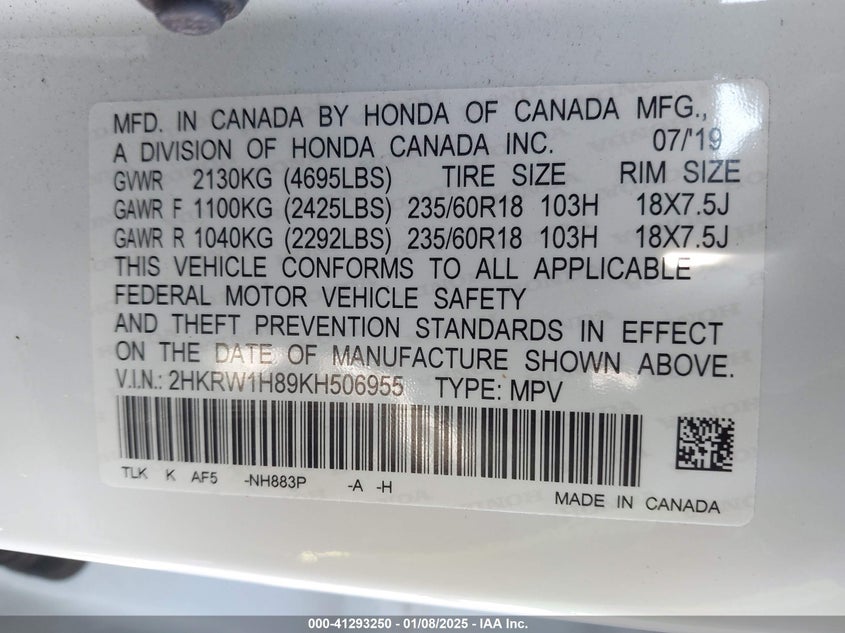 MFD. IN CANADA BY HONDA OF CANADA MFG.,
A DIVISION OF HONDA CANADA INC. 07/'19
GVWR 2130KG (4695LBS) TIRE SIZE RIM SIZE
GAWR F 1100KG (2425LBS) 235/60R18 103H 18X7.5J
GAWR R 1040KG (2292LBS) 235/60R18 103H 18X7.5J
THIS VEHICLE CONFORMS TO ALL APPLICABLE
FEDERAL MOTOR VEHICLE SAFETY
AND THEFT PREVENTION STANDARDS IN EFFECT
ON THE DATE OF MANUFACTURE SHOWN ABOVE.
V.I.N.: 2HKRW1H89KH506955 TYPE: MPV
TLK K AF5 -NH883P -A -H
MADE IN CANADA
000-41293250 - 01/08/2025 - IAA Inc.